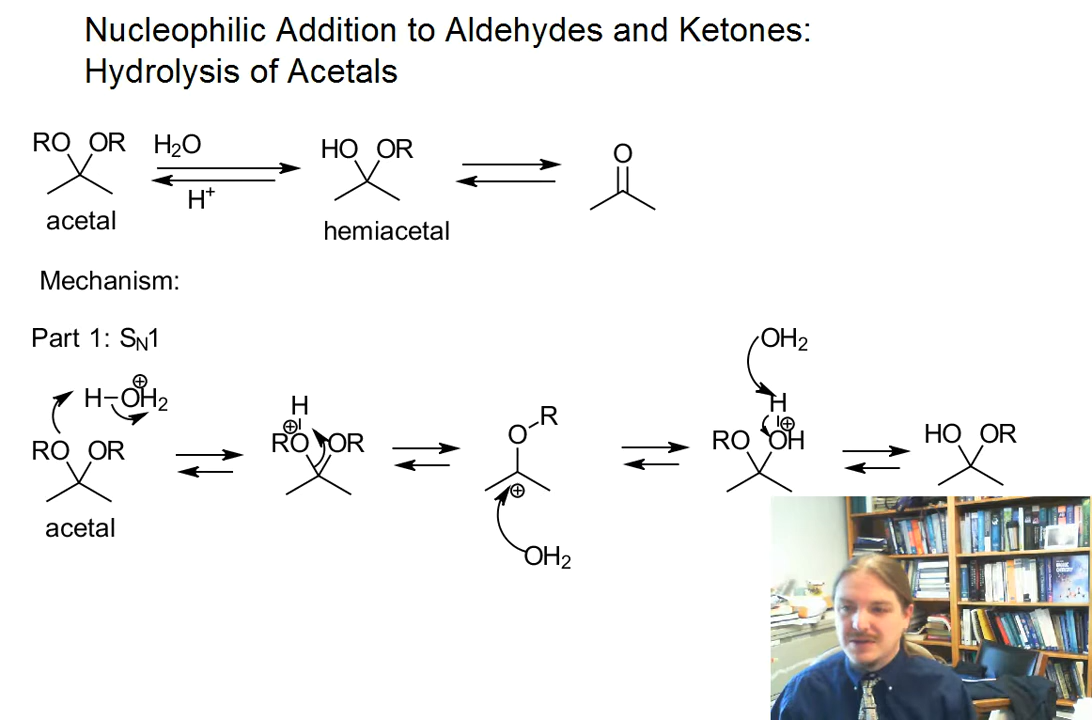 Nucleophilic Addition to Aldehydes and Ketones:
Hydrolysis of Acetals
RO OR H₂O HO OR O
H⁺
acetal
hemiacetal
Mechanism:
Part 1: SN1
OH₂
H–OH₂ ⊕
H
⊕
RO OR
RO OR
O–R
⊕
OH₂
H
⊕
RO OH
HO OR
acetal